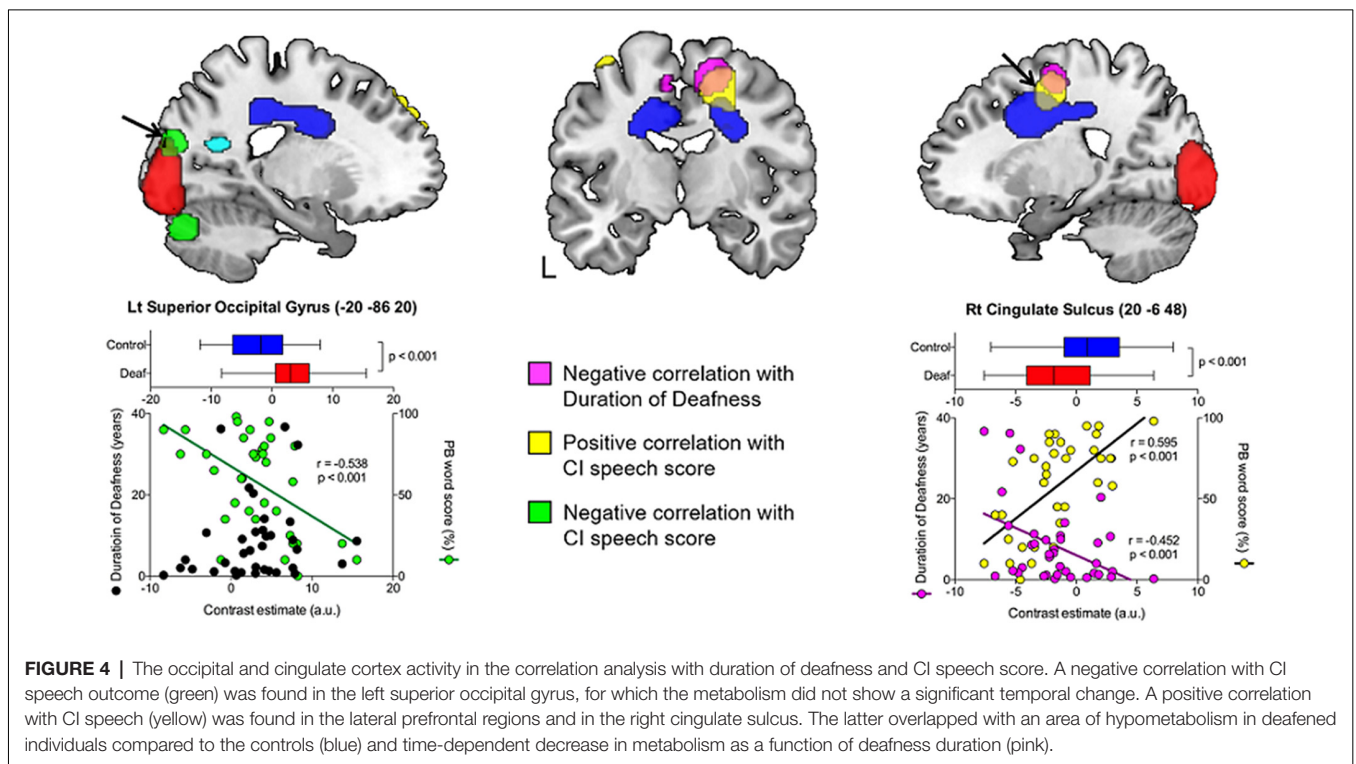 L
Lt Superior Occipital Gyrus (-20 -86 20)
Control
Deaf
p < 0.001
-20 -10 0 10 20
Duratioin of Deafness (years)
40
20
0
100
50
0
PB word score (%)
r = -0.538
p < 0.001
-10 0 10 20
Contrast estimate (a.u.)
Negative correlation with
Duration of Deafness
Positive correlation with
CI speech score
Negative correlation with
CI speech score
Rt Cingulate Sulcus (20 -6 48)
Control
Deaf
p < 0.001
-10 -5 0 5 10
Duratioin of Deafness (years)
40
20
0
100
50
0
PB word score (%)
r = 0.595
p < 0.001
r = -0.452
p < 0.001
-10 -5 0 5 10
Contrast estimate (a.u.)
FIGURE 4 | The occipital and cingulate cortex activity in the correlation analysis with duration of deafness and CI speech score. A negative correlation with CI
speech outcome (green) was found in the left superior occipital gyrus, for which the metabolism did not show a significant temporal change. A positive correlation
with CI speech (yellow) was found in the lateral prefrontal regions and in the right cingulate sulcus. The latter overlapped with an area of hypometabolism in deafened
individuals compared to the controls (blue) and time-dependent decrease in metabolism as a function of deafness duration (pink).